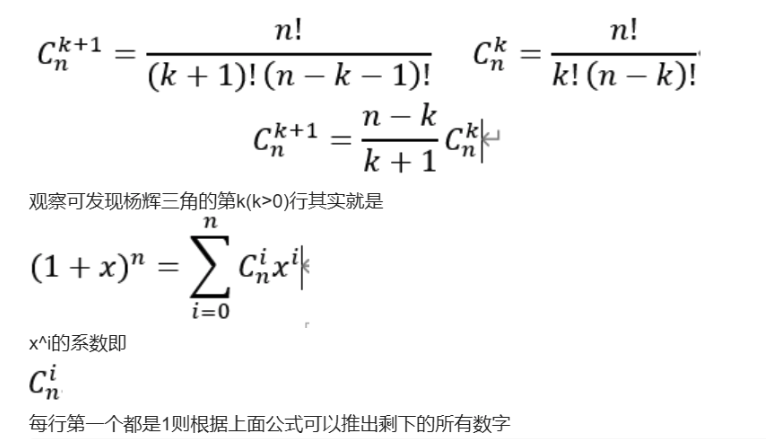 C_n^{k+1} = \frac{n!}{(k+1)!(n-k-1)!} C_n^k = \frac{n!}{k!(n-k)!}
C_n^{k+1} = \frac{n-k}{k+1} C_n^k
观察可发现杨辉三角的第k(k>0)行其实就是
(1+x)^n = \sum_{i=0}^{n} C_n^i x^i
x^i的系数即
C_n^i
每行第一个都是1则根据上面公式可以推出剩下的所有数字